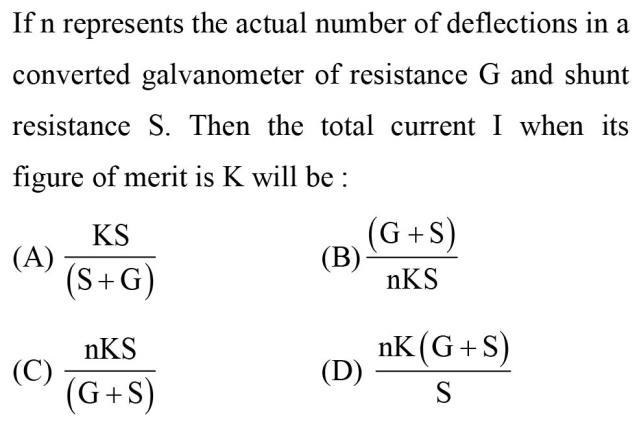 If n represents the actual number of deflections in a
converted galvanometer of resistance G and shunt
resistance S. Then the total current I when its
figure of merit is K will be :
(A) KS / (S + G)
(B) (G + S) / nKS
(C) nKS / (G + S)
(D) nK (G + S) / S